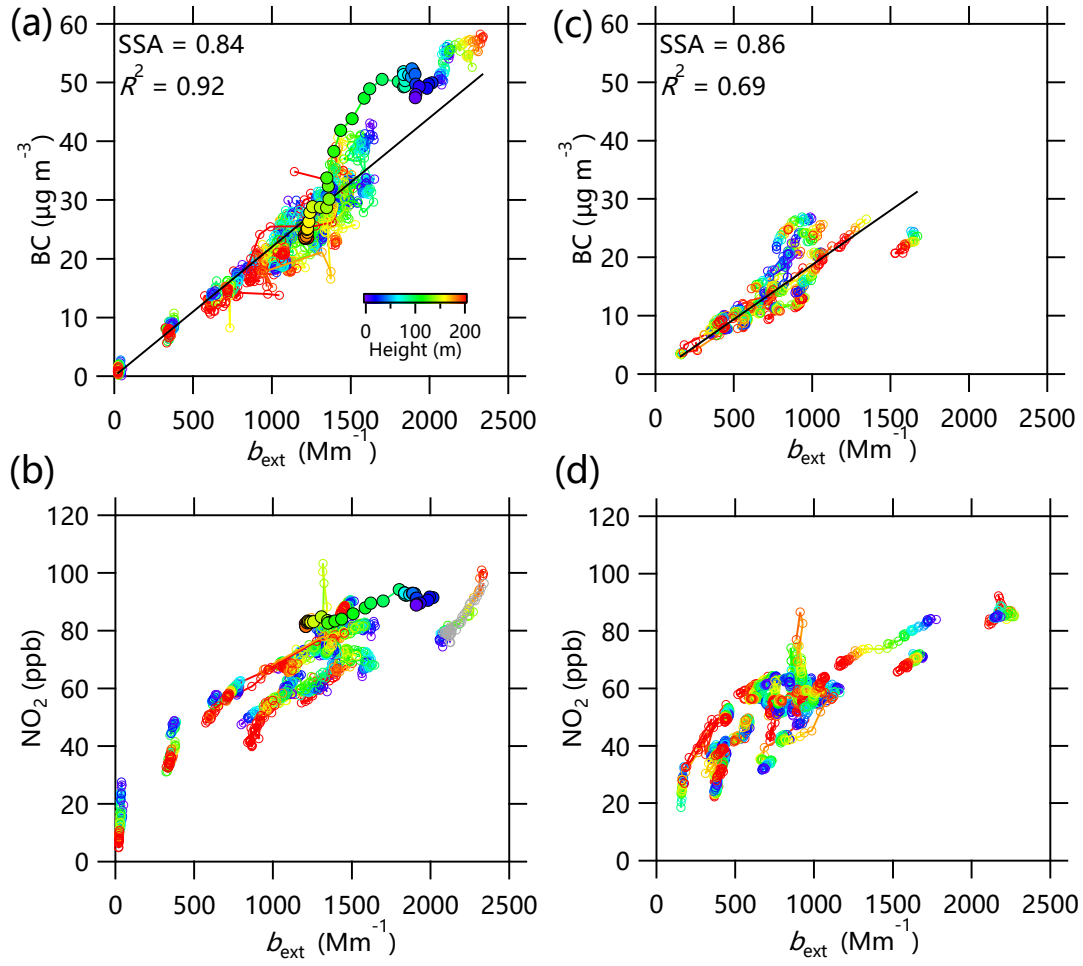 (a)
SSA = 0.84
R² = 0.92
BC (µg m⁻³)
60
50
40
30
20
10
0
0 100 200
Height (m)
0 500 1000 1500 2000 2500
b_ext (Mm⁻¹)
(c)
SSA = 0.86
R² = 0.69
BC (µg m⁻³)
60
50
40
30
20
10
0
0 500 1000 1500 2000 2500
b_ext (Mm⁻¹)
(b)
NO₂ (ppb)
120
100
80
60
40
20
0
0 500 1000 1500 2000 2500
b_ext (Mm⁻¹)
(d)
NO₂ (ppb)
120
100
80
60
40
20
0
0 500 1000 1500 2000 2500
b_ext (Mm⁻¹)